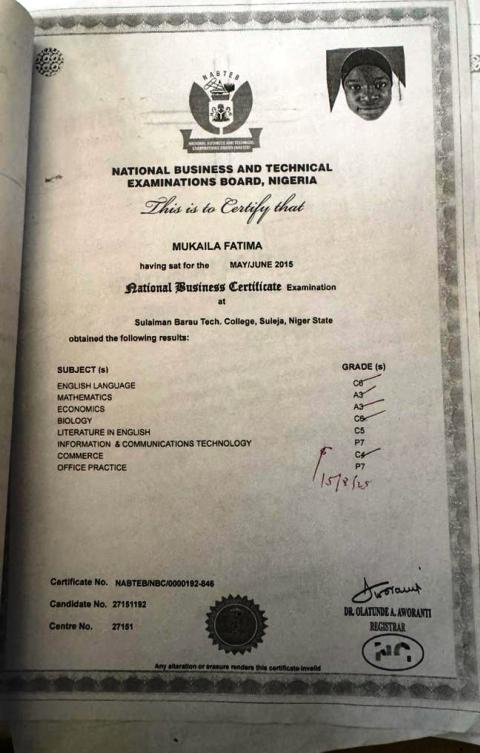 NABTEB
NATIONAL BUSINESS AND TECHNICAL
EXAMINATIONS BOARD, NIGERIA
This is to Certify that
MUKAILA FATIMA
having sat for the MAY/JUNE 2015
National Business Certificate Examination
at
Sulaiman Barau Tech. College, Suleja, Niger State
obtained the following results:
SUBJECT (s) GRADE (s)
ENGLISH LANGUAGE C6
MATHEMATICS A3
ECONOMICS A3
BIOLOGY C6
LITERATURE IN ENGLISH C5
INFORMATION & COMMUNICATIONS TECHNOLOGY P7
COMMERCE C4
OFFICE PRACTICE P7
15/8/25
Certificate No. NABTEB/NBC/0000192-846
Candidate No. 27151192
Centre No. 27151
DR. OLATUNDE A. AWORANTI
REGISTRAR
Any alteration or erasure renders this certificate invalid